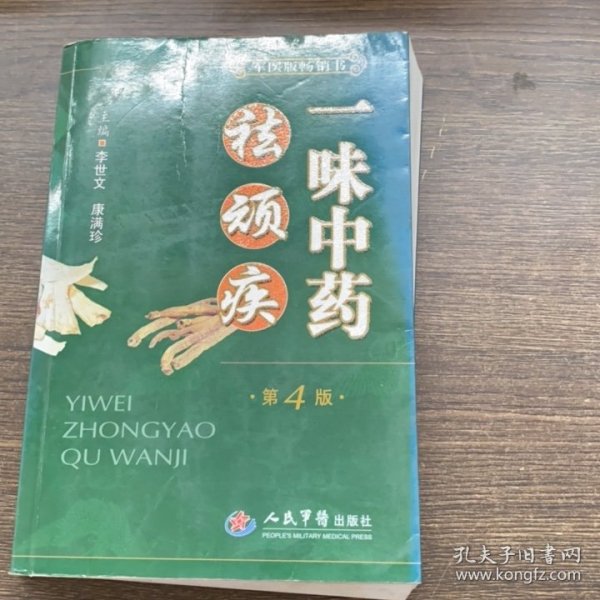 军医版畅销书
一味中药
祛顽疾
主编 李世文 康满珍
·第4版·
YIWEI
ZHONGYAO
QU WANJI
人民军医出版社
PEOPLE'S MILITARY MEDICAL PRESS
孔夫子旧书网
www.kongfz.com